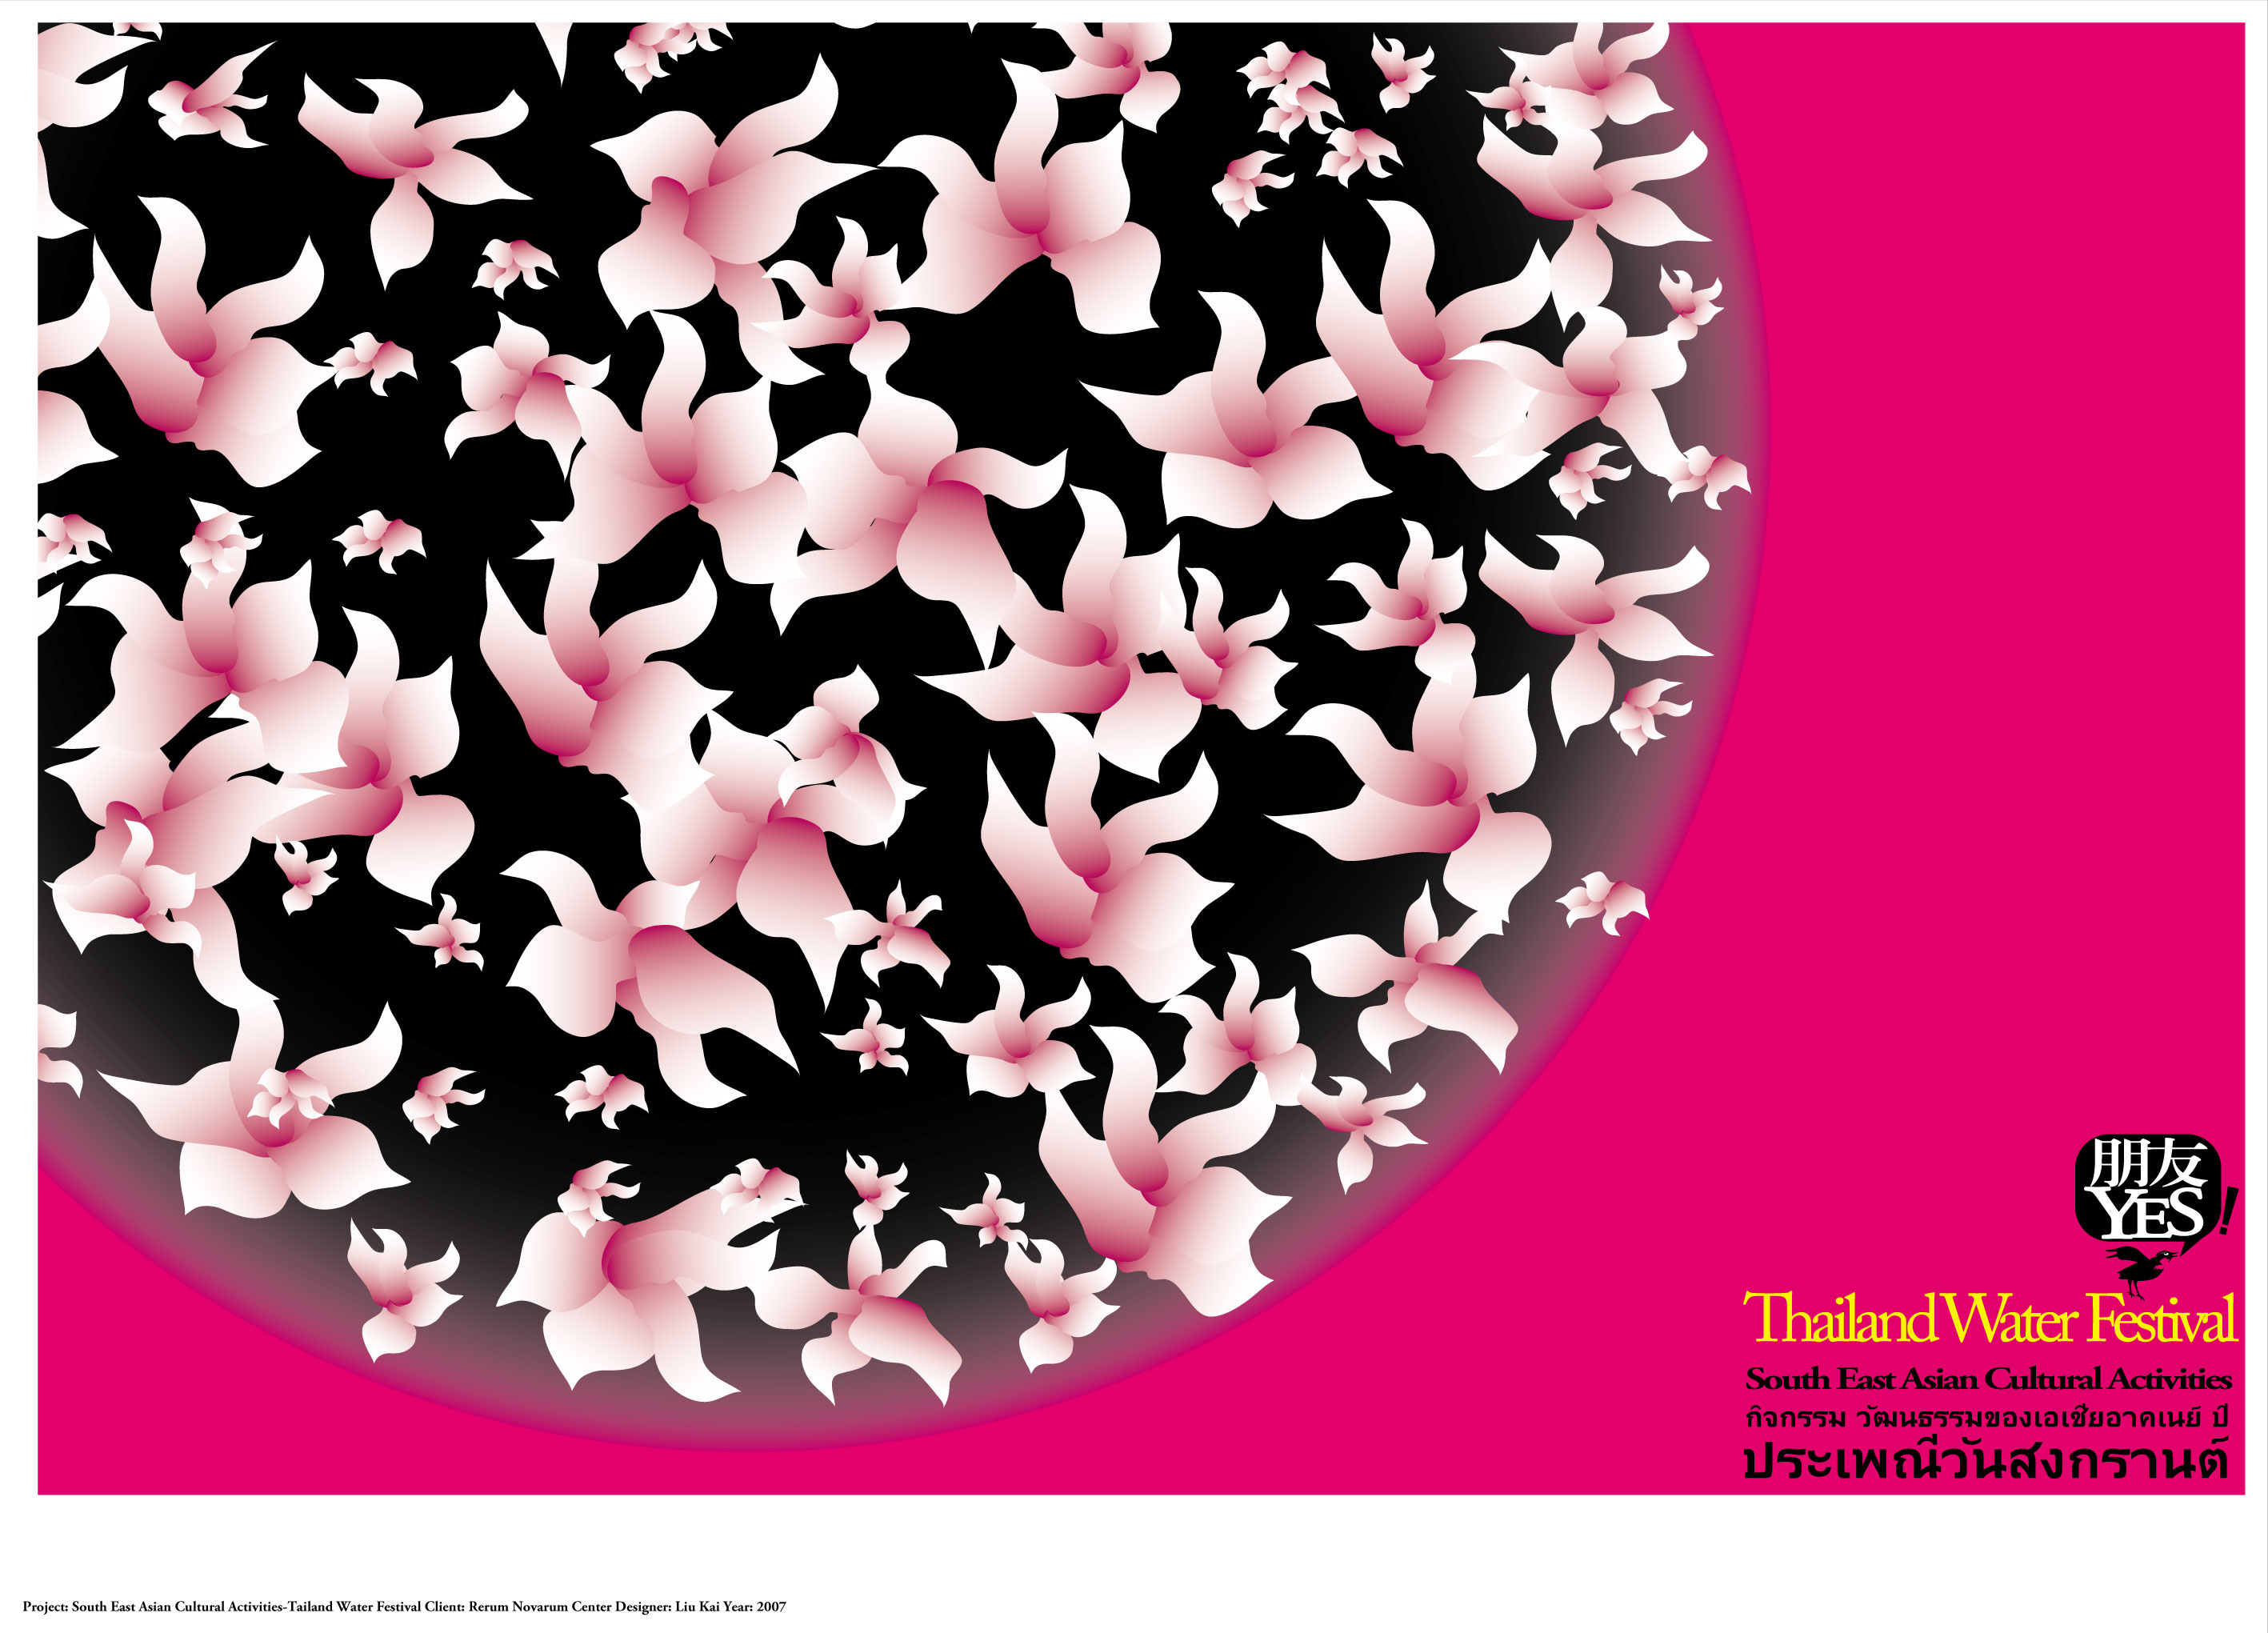 朋友
YES!
Thailand Water Festival
South East Asian Cultural Activities
กิจกรรม วัฒนธรรมของเอเชียอาคเนย์ ปี
ประเพณีวันสงกรานต์
Project: South East Asian Cultural Activities-Tailand Water Festival Client: Rerum Novarum Center Designer: Liu Kai Year: 2007